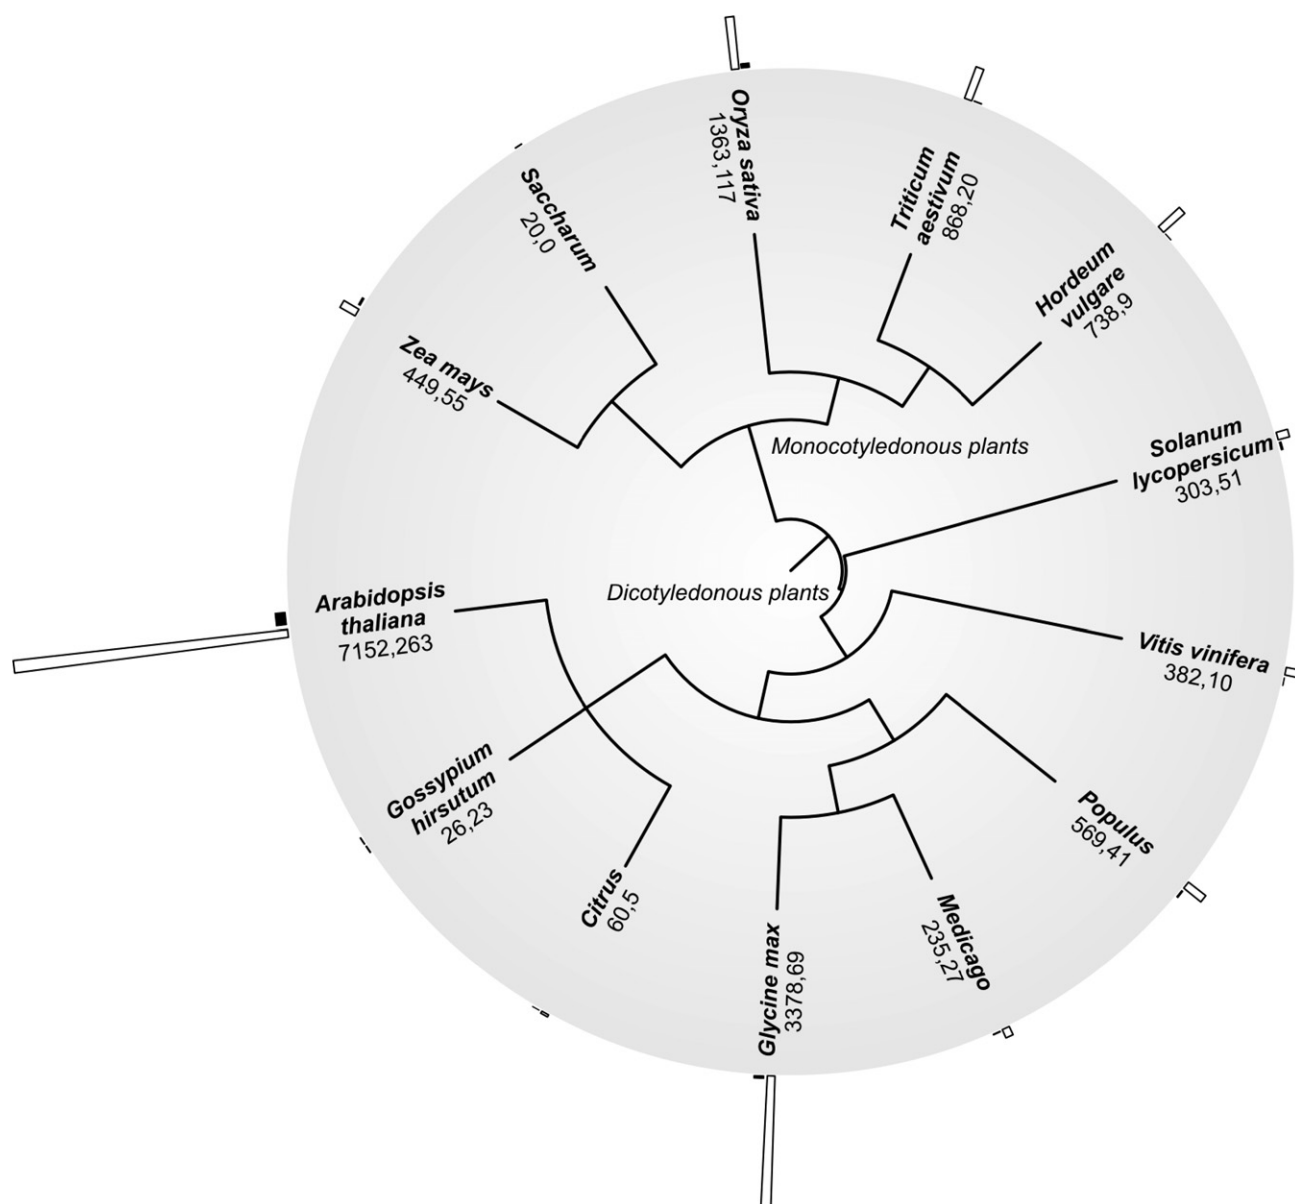 Oryza sativa
1363,117
Triticum
aestivum
868,20
Saccharum
20,0
Hordeum
vulgare
738,9
Zea mays
449,55
Monocotyledonous plants
Solanum
lycopersicum
303,51
Dicotyledonous plants
Arabidopsis
thaliana
7152,263
Vitis vinifera
382,10
Gossypium
hirsutum
26,23
Populus
569,41
Citrus
60,5
Medicago
235,27
Glycine max
3378,69